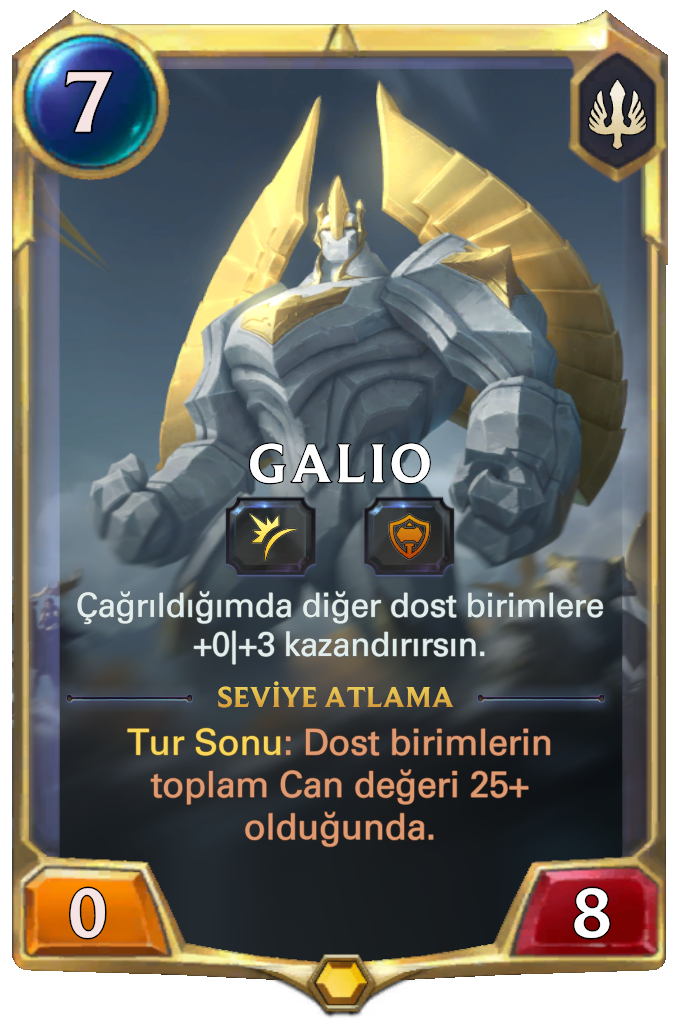 7
GALIO
Çağrıldığımda diğer dost birimlere
+0|+3 kazandırırsın.
SEVİYE ATLAMA
Tur Sonu: Dost birimlerin
toplam Can değeri 25+
olduğunda.
0
8